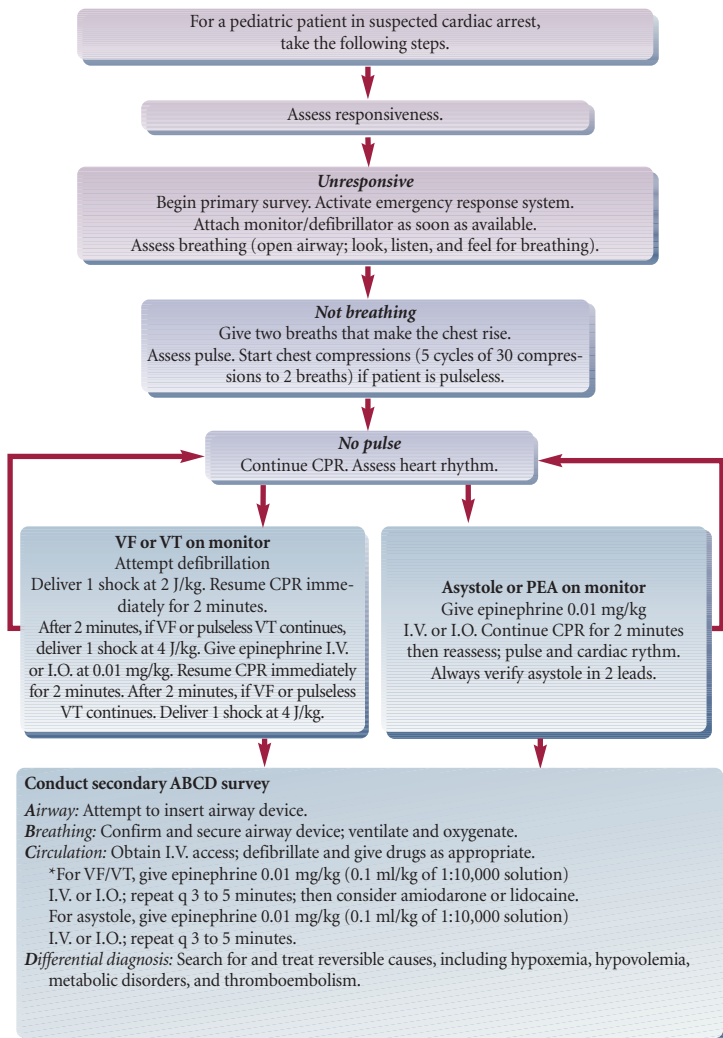 For a pediatric patient in suspected cardiac arrest,
take the following steps.
Assess responsiveness.
Unresponsive
Begin primary survey. Activate emergency response system.
Attach monitor/defibrillator as soon as available.
Assess breathing (open airway; look, listen, and feel for breathing).
Not breathing
Give two breaths that make the chest rise.
Assess pulse. Start chest compressions (5 cycles of 30 compres-
sions to 2 breaths) if patient is pulseless.
No pulse
Continue CPR. Assess heart rhythm.
VF or VT on monitor
Attempt defibrillation
Deliver 1 shock at 2 J/kg. Resume CPR imme-
diately for 2 minutes.
After 2 minutes, if VF or pulseless VT continues,
deliver 1 shock at 4 J/kg. Give epinephrine I.V.
or I.O. at 0.01 mg/kg. Resume CPR immediately
for 2 minutes. After 2 minutes, if VF or pulseless
VT continues. Deliver 1 shock at 4 J/kg.
Asystole or PEA on monitor
Give epinephrine 0.01 mg/kg
I.V. or I.O. Continue CPR for 2 minutes
then reassess; pulse and cardiac rythm.
Always verify asystole in 2 leads.
Conduct secondary ABCD survey
Airway: Attempt to insert airway device.
Breathing: Confirm and secure airway device; ventilate and oxygenate.
Circulation: Obtain I.V. access; defibrillate and give drugs as appropriate.
*For VF/VT, give epinephrine 0.01 mg/kg (0.1 ml/kg of 1:10,000 solution)
I.V. or I.O.; repeat q 3 to 5 minutes; then consider amiodarone or lidocaine.
For asystole, give epinephrine 0.01 mg/kg (0.1 ml/kg of 1:10,000 solution)
I.V. or I.O.; repeat q 3 to 5 minutes.
Differential diagnosis: Search for and treat reversible causes, including hypoxemia, hypovolemia,
metabolic disorders, and thromboembolism.